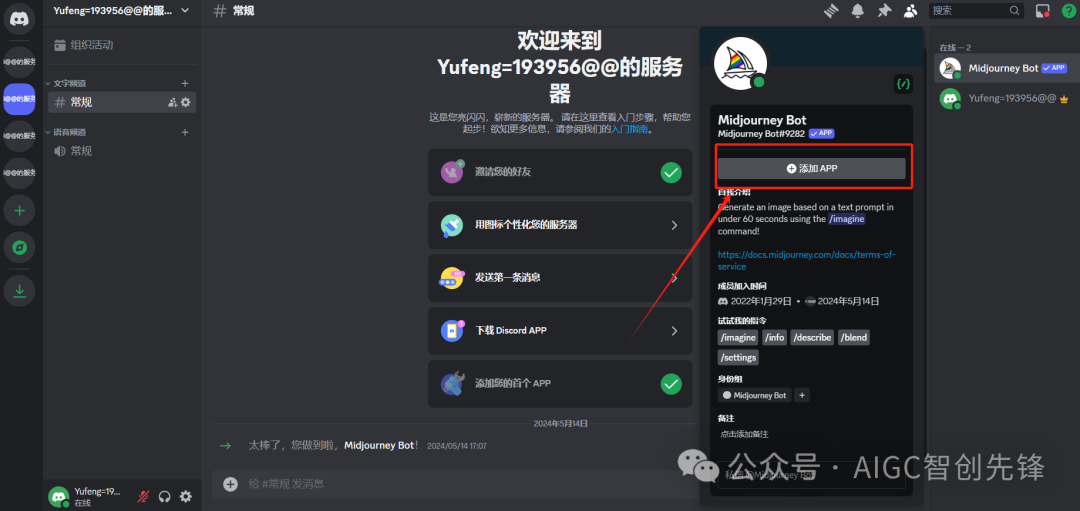 Yufeng=193956@@的服...
常规
搜索
组织活动
文字频道
常规
语音频道
常规
欢迎来到
Yufeng=193956@@的服务
器
这是您亮闪闪，崭新的服务器。请在这里查看入门步骤，帮助您
起步！欲知更多信息，请参阅我们的入门指南。
邀请您的好友
用图标个性化您的服务器
发送第一条消息
下载 Discord APP
添加您的首个 APP
2024年5月14日
太棒了，您做到啦，Midjourney Bot！ 2024/05/14 17:07
给 #常规 发消息
Yufeng=19...
在线
Midjourney Bot
Midjourney Bot#9282 APP
添加 APP
自我介绍
Generate an image based on a text prompt in
under 60 seconds using the /imagine
command!
https://docs.midjourney.com/docs/terms-of-
service
成员加入时间
2022年1月29日 • 2024年5月14日
试试我的指令
/imagine /info /describe /blend
/settings
身份组
Midjourney Bot +
备注
点击添加备注
私信 @Midjourney Bot
在线 – 2
Midjourney Bot APP
Yufeng=193956@@
公众号 · AIGC智创先锋